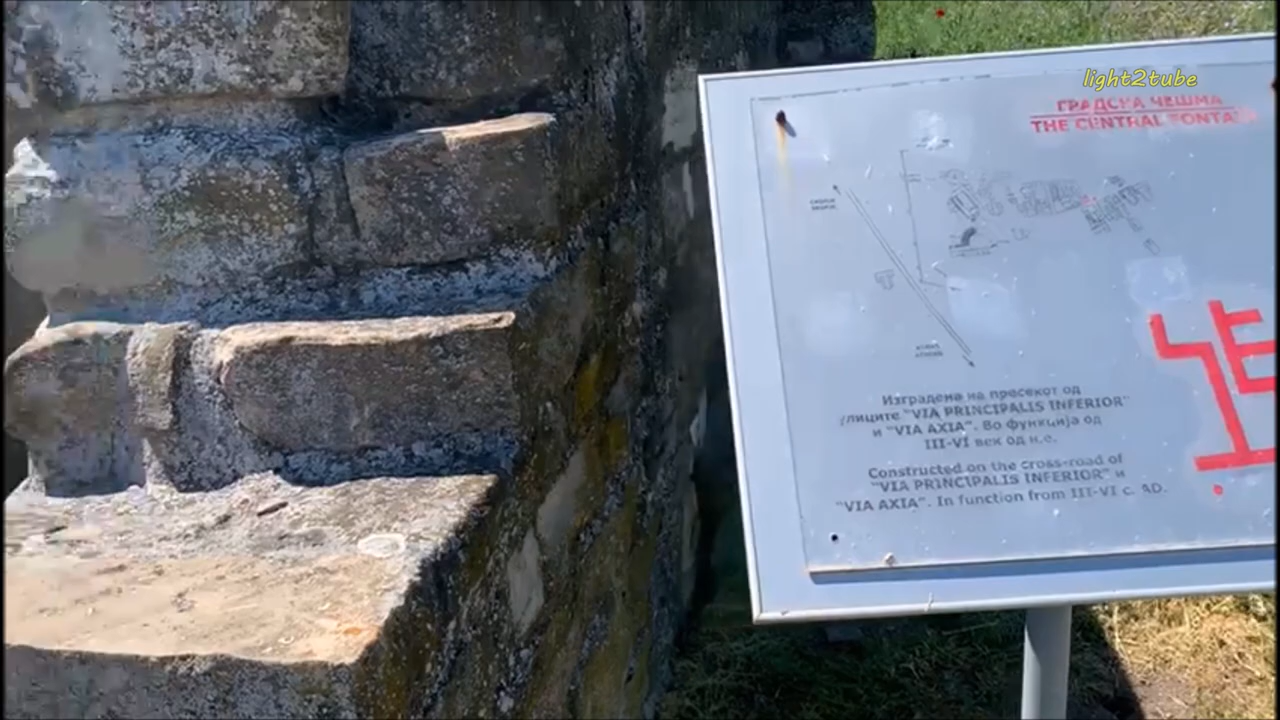 light2tube
ГРАДСКА ЧЕШМА
THE CENTRAL FONTA
Изградена на пресекот од
улиците "VIA PRINCIPALIS INFERIOR"
и "VIA AXIA". Во функција од
III-VI век од н.е.
Constructed on the cross-road of
"VIA PRINCIPALIS INFERIOR" и
"VIA AXIA". In function from III-VI c. AD.